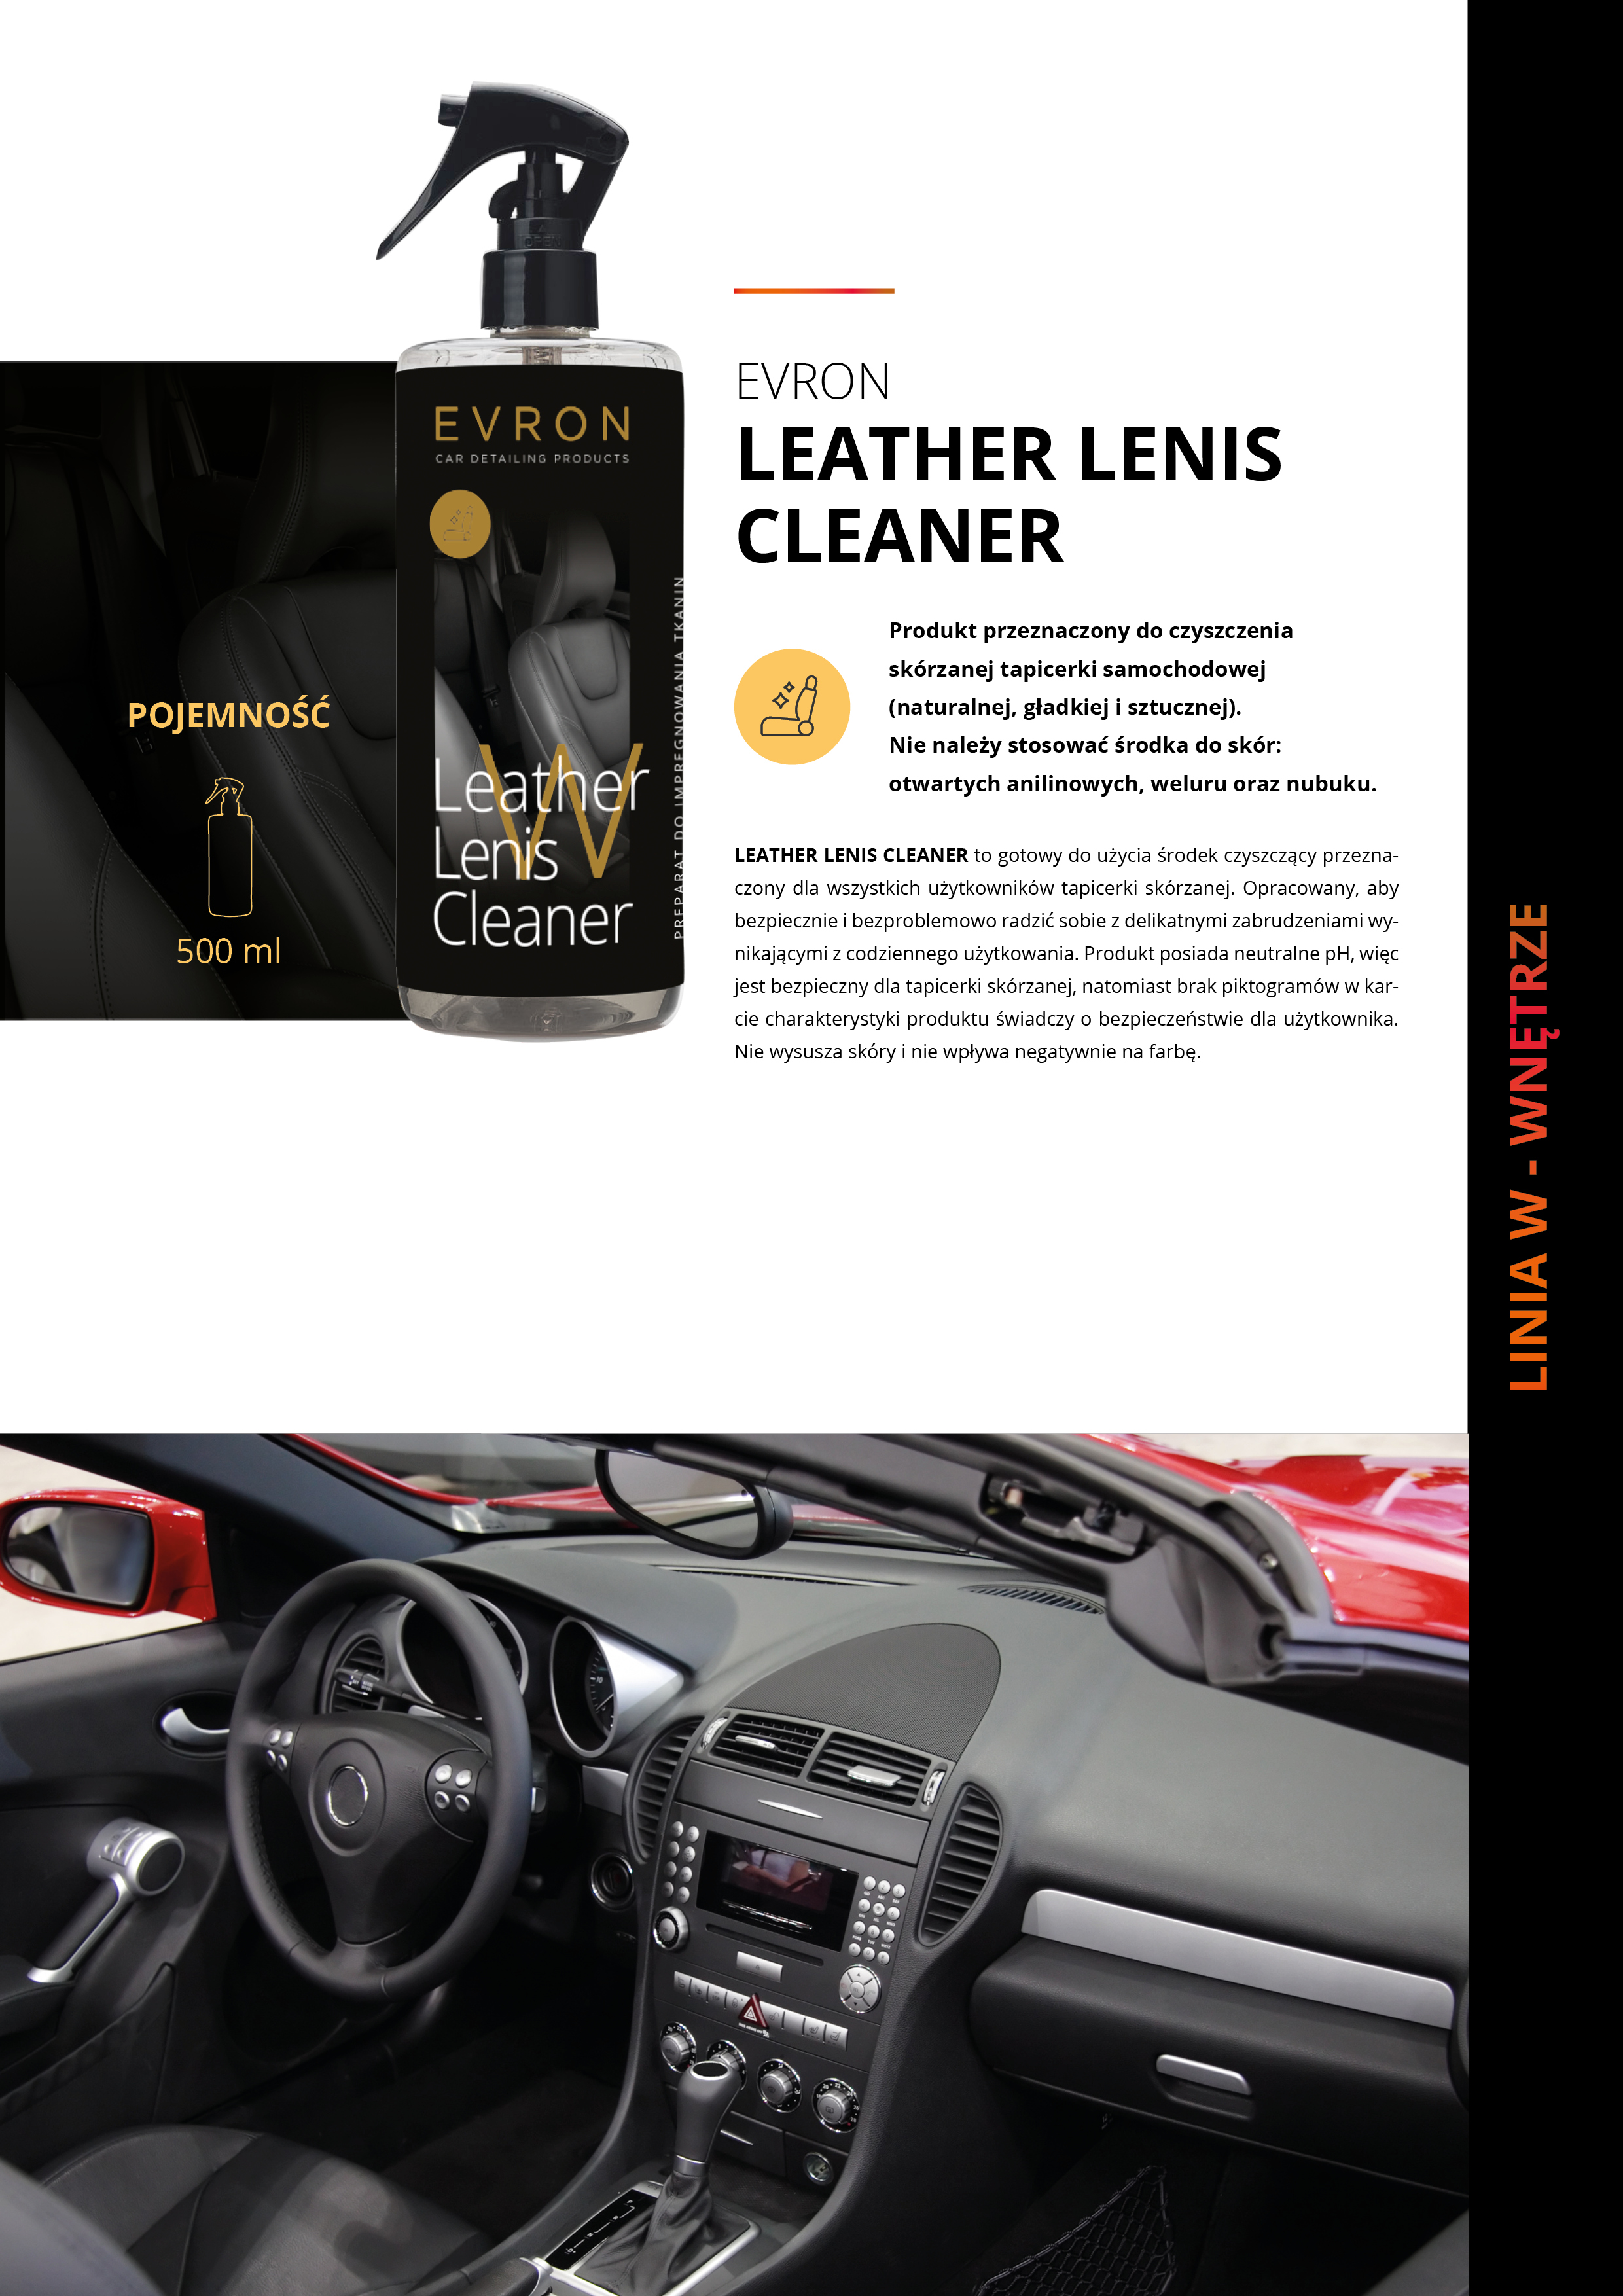 EVRON
CAR DETAILING PRODUCTS
Leather
W
Lenis
Cleaner
PREPARAT DO IMPREGNOWANIA TKANIN
POJEMNOŚĆ
500 ml
EVRON
LEATHER LENIS
CLEANER
Produkt przeznaczony do czyszczenia
skórzanej tapicerki samochodowej
(naturalnej, gładkiej i sztucznej).
Nie należy stosować środka do skór:
otwartych anilinowych, weluru oraz nubuku.
LEATHER LENIS CLEANER to gotowy do użycia środek czyszczący przezna-
czony dla wszystkich użytkowników tapicerki skórzanej. Opracowany, aby
bezpiecznie i bezproblemowo radzić sobie z delikatnymi zabrudzeniami wy-
nikającymi z codziennego użytkowania. Produkt posiada neutralne pH, więc
jest bezpieczny dla tapicerki skórzanej, natomiast brak piktogramów w kar-
cie charakterystyki produktu świadczy o bezpieczeństwie dla użytkownika.
Nie wysusza skóry i nie wpływa negatywnie na farbę.
LINIA W - WNĘTRZE